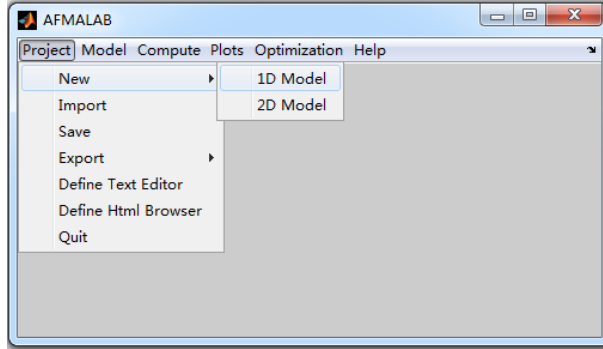 AFMALAB
Project Model Compute Plots Optimization Help
New 1D Model
Import 2D Model
Save
Export
Define Text Editor
Define Html Browser
Quit